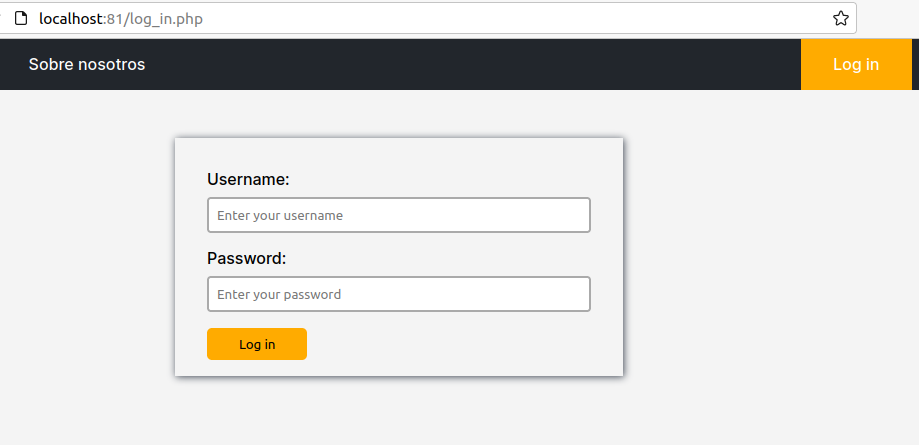 localhost:81/log_in.php
Sobre nosotros Log in
Username:
Enter your username
Password:
Enter your password
Log in